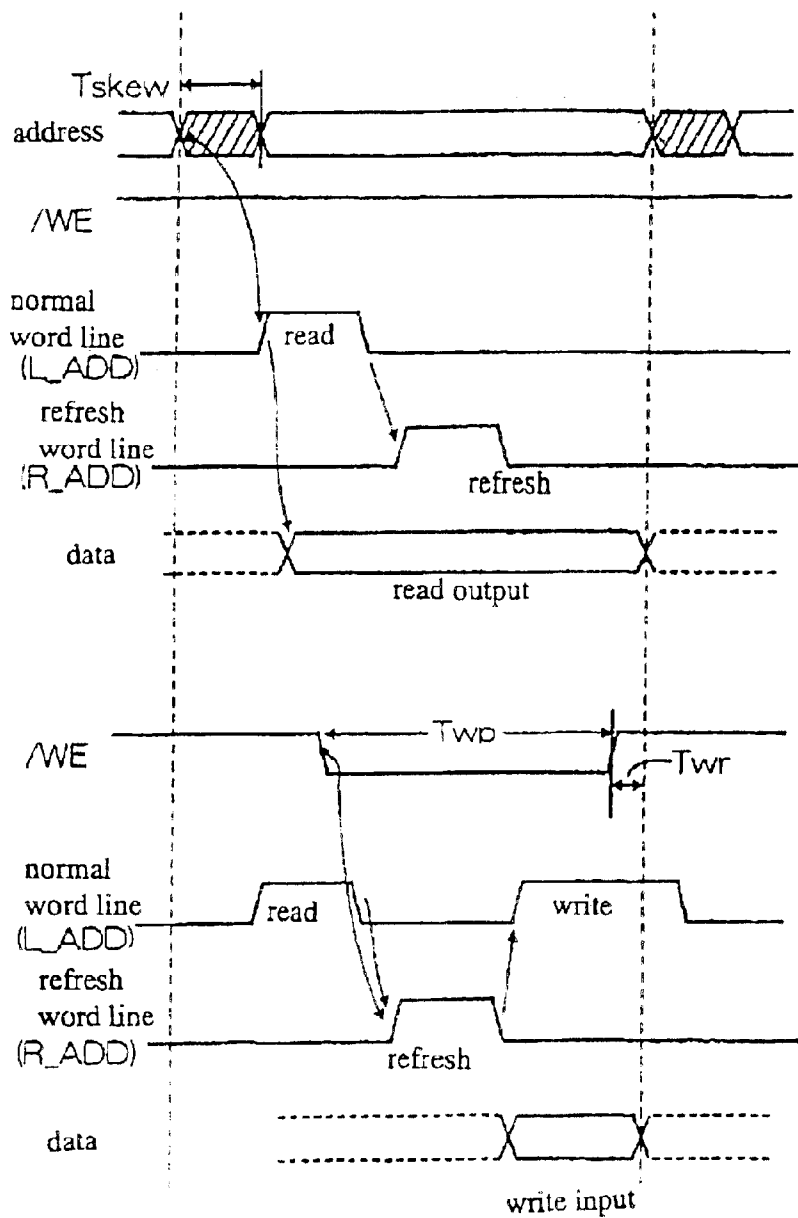 Tskew
address
/WE
normal
word line
(L_ADD)
read
refresh
word line
(R_ADD)
refresh
data
read output
/WE
Twp
Twr
normal
word line
(L_ADD)
read
write
refresh
word line
(R_ADD)
refresh
data
write input